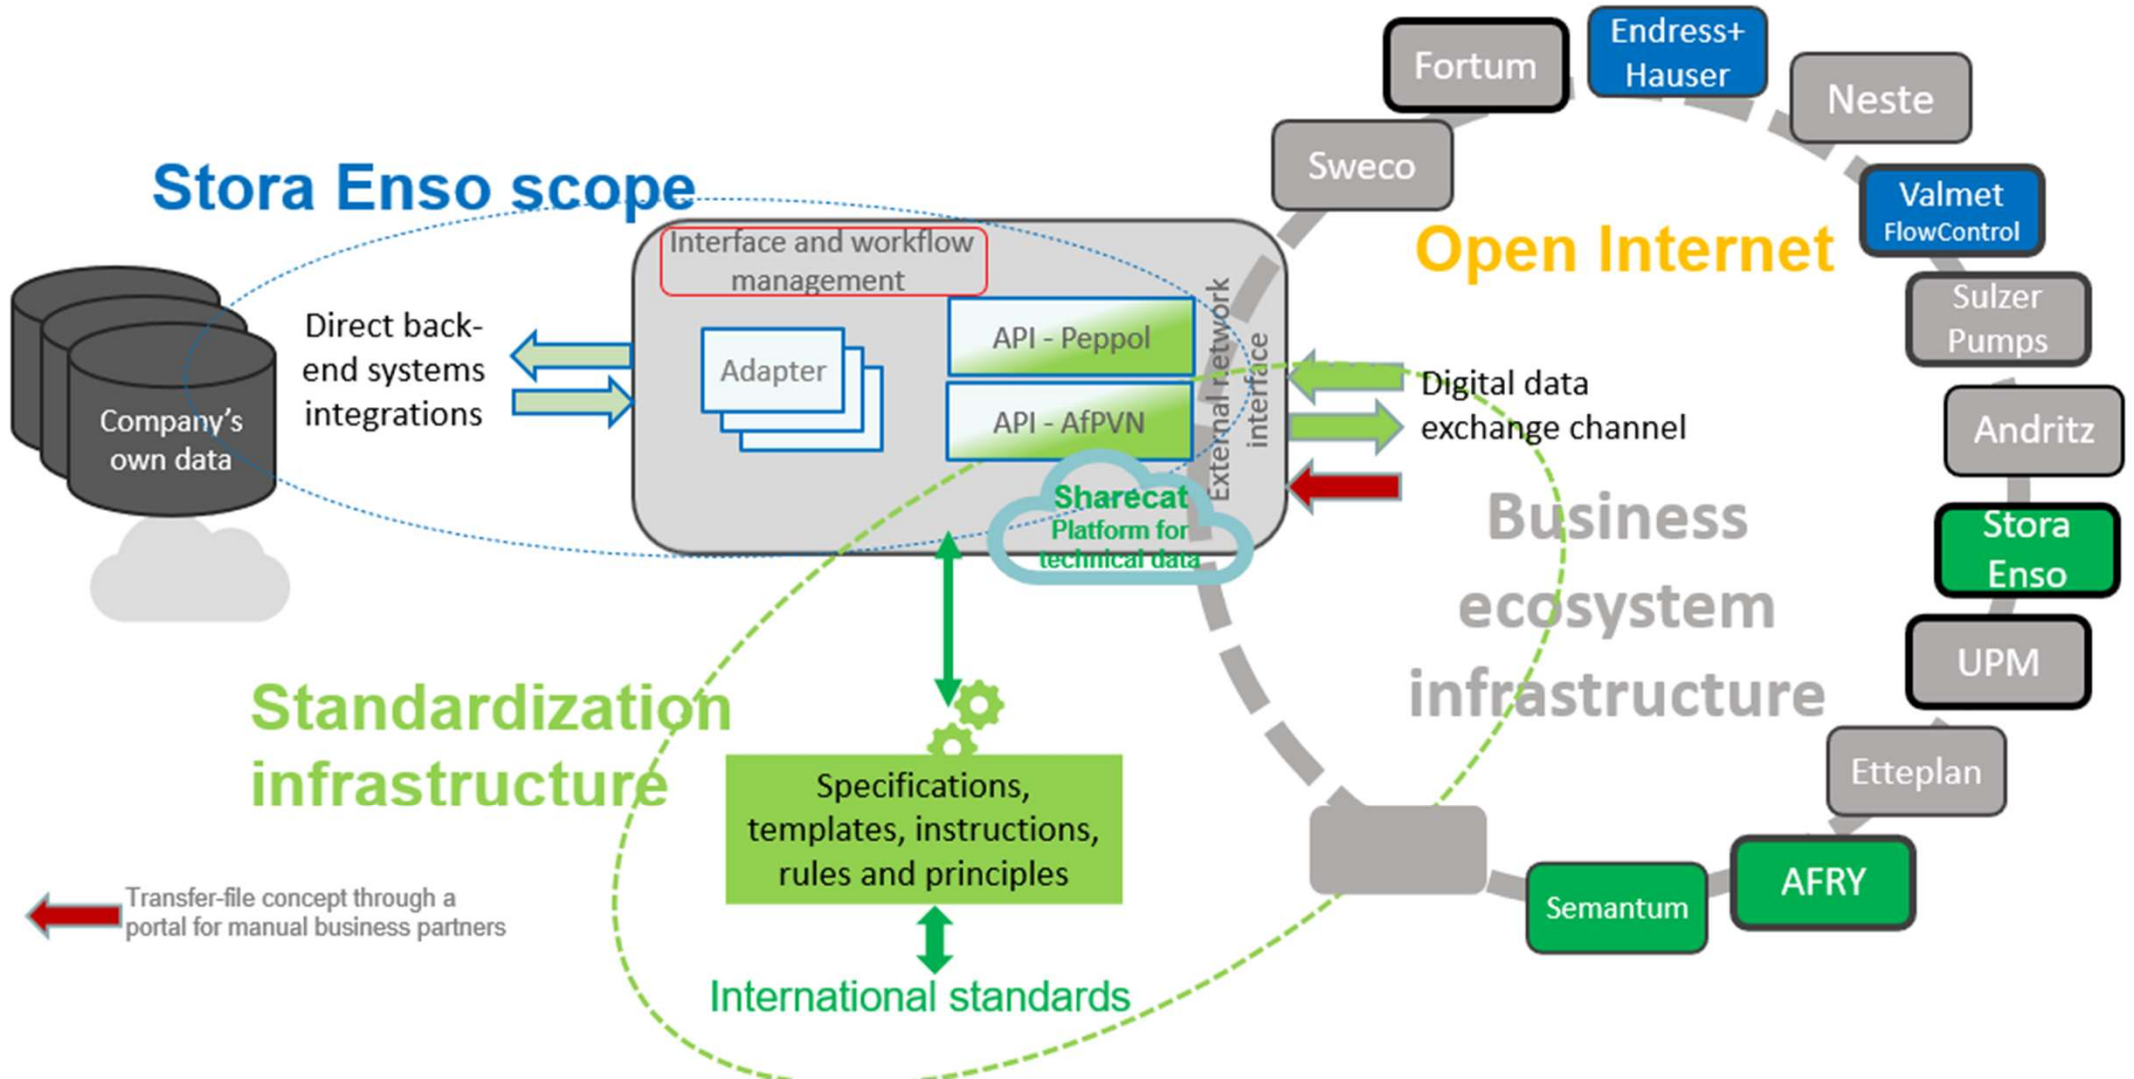 Stora Enso scope
Company's
own data
Direct back-
end systems
integrations
Interface and workflow
management
Adapter
API - Peppol
API - AfPVN
External network
interface
Sharecat
Platform for
technical data
Digital data
exchange channel
Open Internet
Business
ecosystem
infrastructure
Sweco
Fortum
Endress+
Hauser
Neste
Valmet
FlowControl
Sulzer
Pumps
Andritz
Stora
Enso
UPM
Etteplan
AFRY
Semantum
Standardization
infrastructure
Specifications,
templates, instructions,
rules and principles
International standards
Transfer-file concept through a
portal for manual business partners